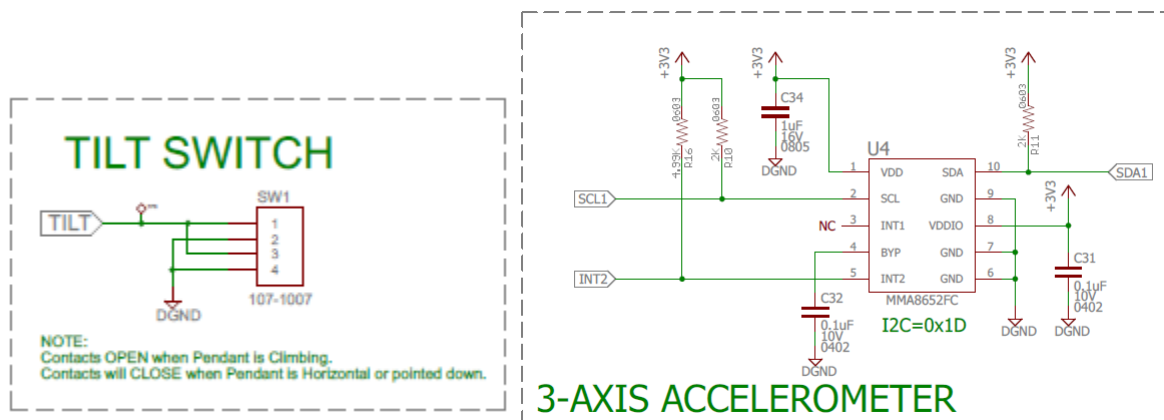 TILT SWITCH
SW1
TILT
1
2
3
4
107-1007
DGND
NOTE:
Contacts OPEN when Pendant is Climbing.
Contacts will CLOSE when Pendant is Horizontal or pointed down.
+3V3
+3V3
+3V3
0603
0603
C34
1uF
16V
0805
DGND
4.99K
R16
2K
R10
0603
2K
R11
U4
1 VDD SDA 10
SDA1
SCL1
2 SCL GND 9
+3V3
NC
3 INT1 VDDIO 8
4 BYP GND 7
INT2
5 INT2 GND 6
MMA8652FC
I2C=0x1D
C31
0.1uF
10V
0402
C32
0.1uF
10V
0402
DGND
DGND
DGND
3-AXIS ACCELEROMETER